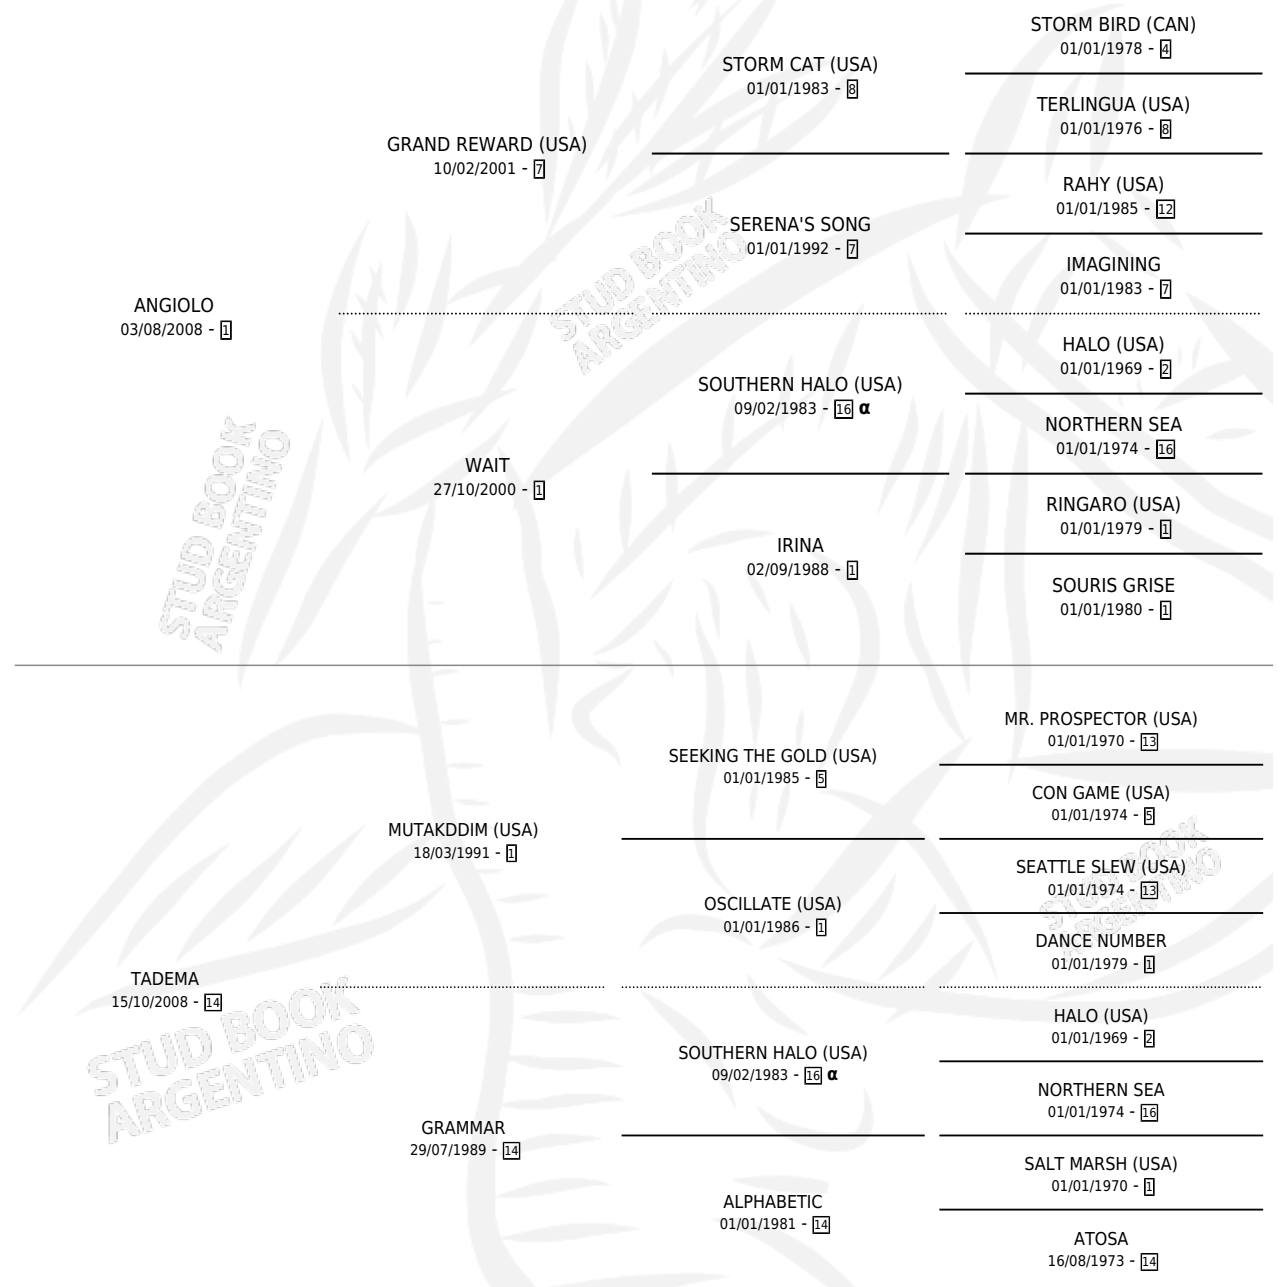 STORM BIRD (CAN)
01/01/1978 - 4
STORM CAT (USA)
01/01/1983 - 8
TERLINGUA (USA)
01/01/1976 - 8
GRAND REWARD (USA)
10/02/2001 - 7
RAHY (USA)
01/01/1985 - 12
SERENA'S SONG
01/01/1992 - 7
IMAGINING
01/01/1983 - 7
STUD BOOK
ARGENTINO
ANGIOLO
03/08/2008 - 1
HALO (USA)
01/01/1969 - 2
SOUTHERN HALO (USA)
09/02/1983 - 16 α
NORTHERN SEA
01/01/1974 - 16
WAIT
27/10/2000 - 1
RINGARO (USA)
01/01/1979 - 1
IRINA
02/09/1988 - 1
SOURIS GRISE
01/01/1980 - 1
STUD BOOK
ARGENTINO
MR. PROSPECTOR (USA)
01/01/1970 - 13
SEEKING THE GOLD (USA)
01/01/1985 - 5
CON GAME (USA)
01/01/1974 - 5
MUTAKDDIM (USA)
18/03/1991 - 1
SEATTLE SLEW (USA)
01/01/1974 - 13
OSCILLATE (USA)
01/01/1986 - 1
DANCE NUMBER
01/01/1979 - 1
STUD BOOK
ARGENTINO
TADEMA
15/10/2008 - 14
HALO (USA)
01/01/1969 - 2
SOUTHERN HALO (USA)
09/02/1983 - 16 α
NORTHERN SEA
01/01/1974 - 16
STUD BOOK
ARGENTINO
GRAMMAR
29/07/1989 - 14
SALT MARSH (USA)
01/01/1970 - 1
ALPHABETIC
01/01/1981 - 14
ATOSA
16/08/1973 - 14